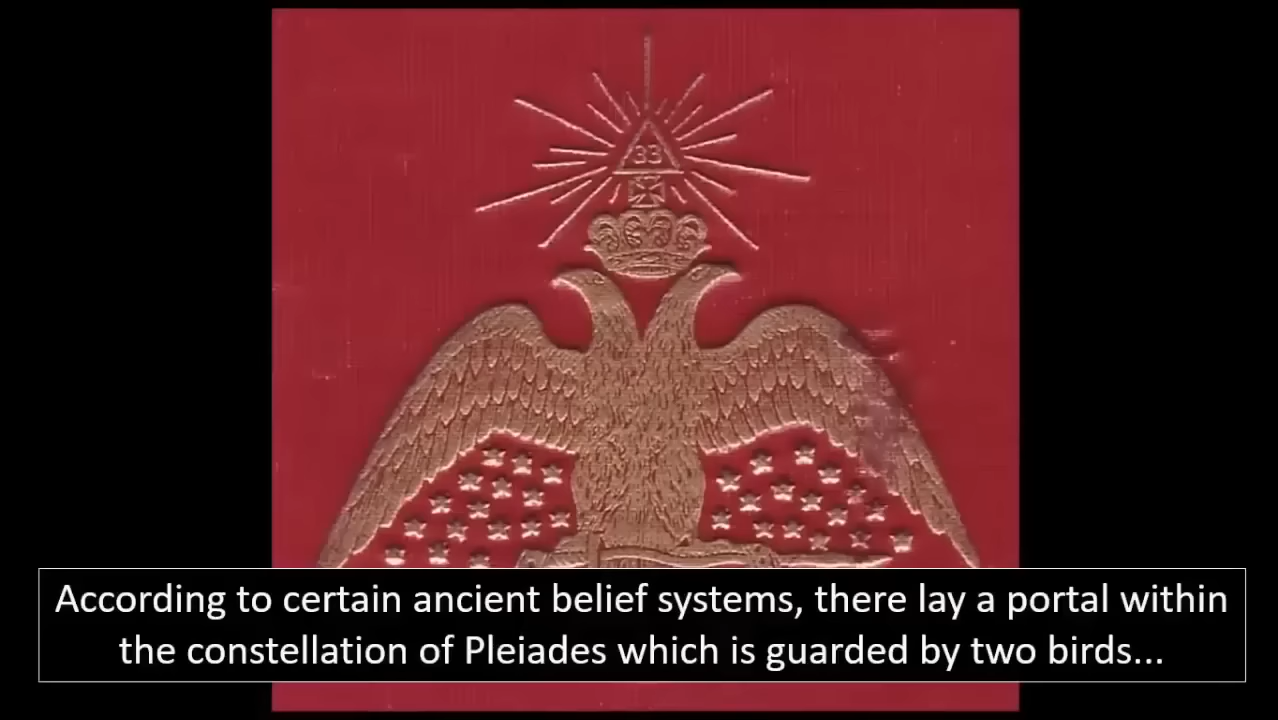 33
According to certain ancient belief systems, there lay a portal within
the constellation of Pleiades which is guarded by two birds...